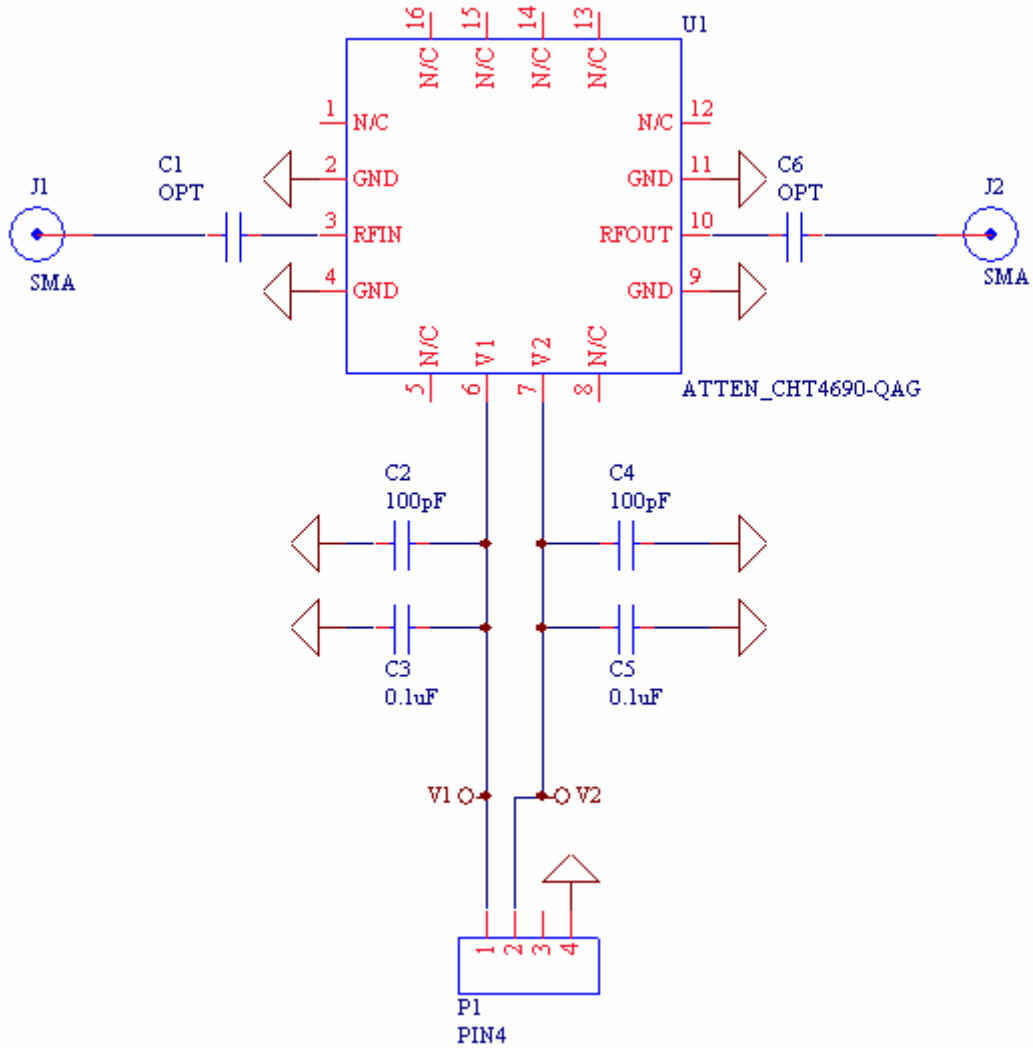 16
15
14
13
U1
N/C
N/C
N/C
N/C
1
N/C
N/C
12
2
GND
GND
11
C1
OPT
C6
OPT
J1
J2
3
RFIN
RFOUT
10
SMA
SMA
4
GND
GND
9
N/C
V1
V2
N/C
5
6
7
8
ATTEN_CHT4690-QAG
C2
100pF
C4
100pF
C3
0.1uF
C5
0.1uF
V1
V2
1
2
3
4
P1
PIN4